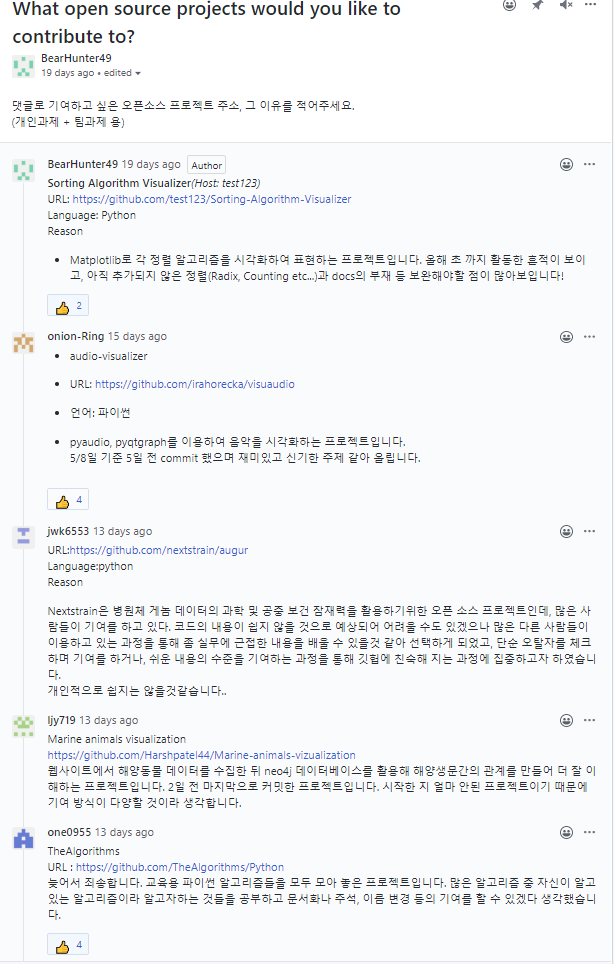 What open source projects would you like to
contribute to?
BearHunter49
19 days ago • edited
댓글로 기여하고 싶은 오픈소스 프로젝트 주소, 그 이유를 적어주세요.
(개인과제 + 팀과제 용)
BearHunter49 19 days ago Author
Sorting Algorithm Visualizer(Host: test123)
URL: https://github.com/test123/Sorting-Algorithm-Visualizer
Language: Python
Reason
• Matplotlib로 각 정렬 알고리즘을 시각화하여 표현하는 프로젝트입니다. 올해 초 까지 활동한 흔적이 보이
고, 아직 추가되지 않은 정렬(Radix, Counting etc...)과 docs의 부재 등 보완해야할 점이 많아보입니다!
2
onion-Ring 15 days ago
• audio-visualizer
• URL: https://github.com/irahorecka/visuaudio
• 언어: 파이썬
• pyaudio, pyqtgraph를 이용하여 음악을 시각화하는 프로젝트입니다.
5/8일 기준 5일 전 commit 했으며 재미있고 신기한 주제 같아 올립니다.
4
jwk6553 13 days ago
URL:https://github.com/nextstrain/augur
Language:python
Reason
Nextstrain은 병원체 게놈 데이터의 과학 및 공중 보건 잠재력을 활용하기위한 오픈 소스 프로젝트인데, 많은 사
람들이 기여를 하고 있다. 코드의 내용이 쉽지 않을 것으로 예상되어 어려울 수도 있겠으나 많은 다른 사람들이
이용하고 있는 과정을 통해 좀 실무에 근접한 내용을 배울 수 있을것 같아 선택하게 되었고, 단순 오탈자를 체크
하며 기여를 하거나, 쉬운 내용의 수준을 기여하는 과정을 통해 깃헙에 친숙해 지는 과정에 집중하고자 하였습니
다.
개인적으로 쉽지는 않을것같습니다..
ljy719 13 days ago
Marine animals visualization
https://github.com/Harshpatel44/Marine-animals-vizualization
웹사이트에서 해양동물 데이터를 수집한 뒤 neo4j 데이터베이스를 활용해 해양생문간의 관계를 만들어 더 잘 이
해하는 프로젝트입니다. 2일 전 마지막으로 커밋한 프로젝트입니다. 시작한 지 얼마 안된 프로젝트이기 때문에
기여 방식이 다양할 것이라 생각합니다.
one0955 13 days ago
TheAlgorithms
URL : https://github.com/TheAlgorithms/Python
늦어서 죄송합니다. 교육용 파이썬 알고리즘들을 모두 모아 놓은 프로젝트입니다. 많은 알고리즘 중 자신이 알고
있는 알고리즘이라 알고자하는 것들을 공부하고 문서화나 주석, 이름 변경 등의 기여를 할 수 있겠다 생각했습니
다.
4